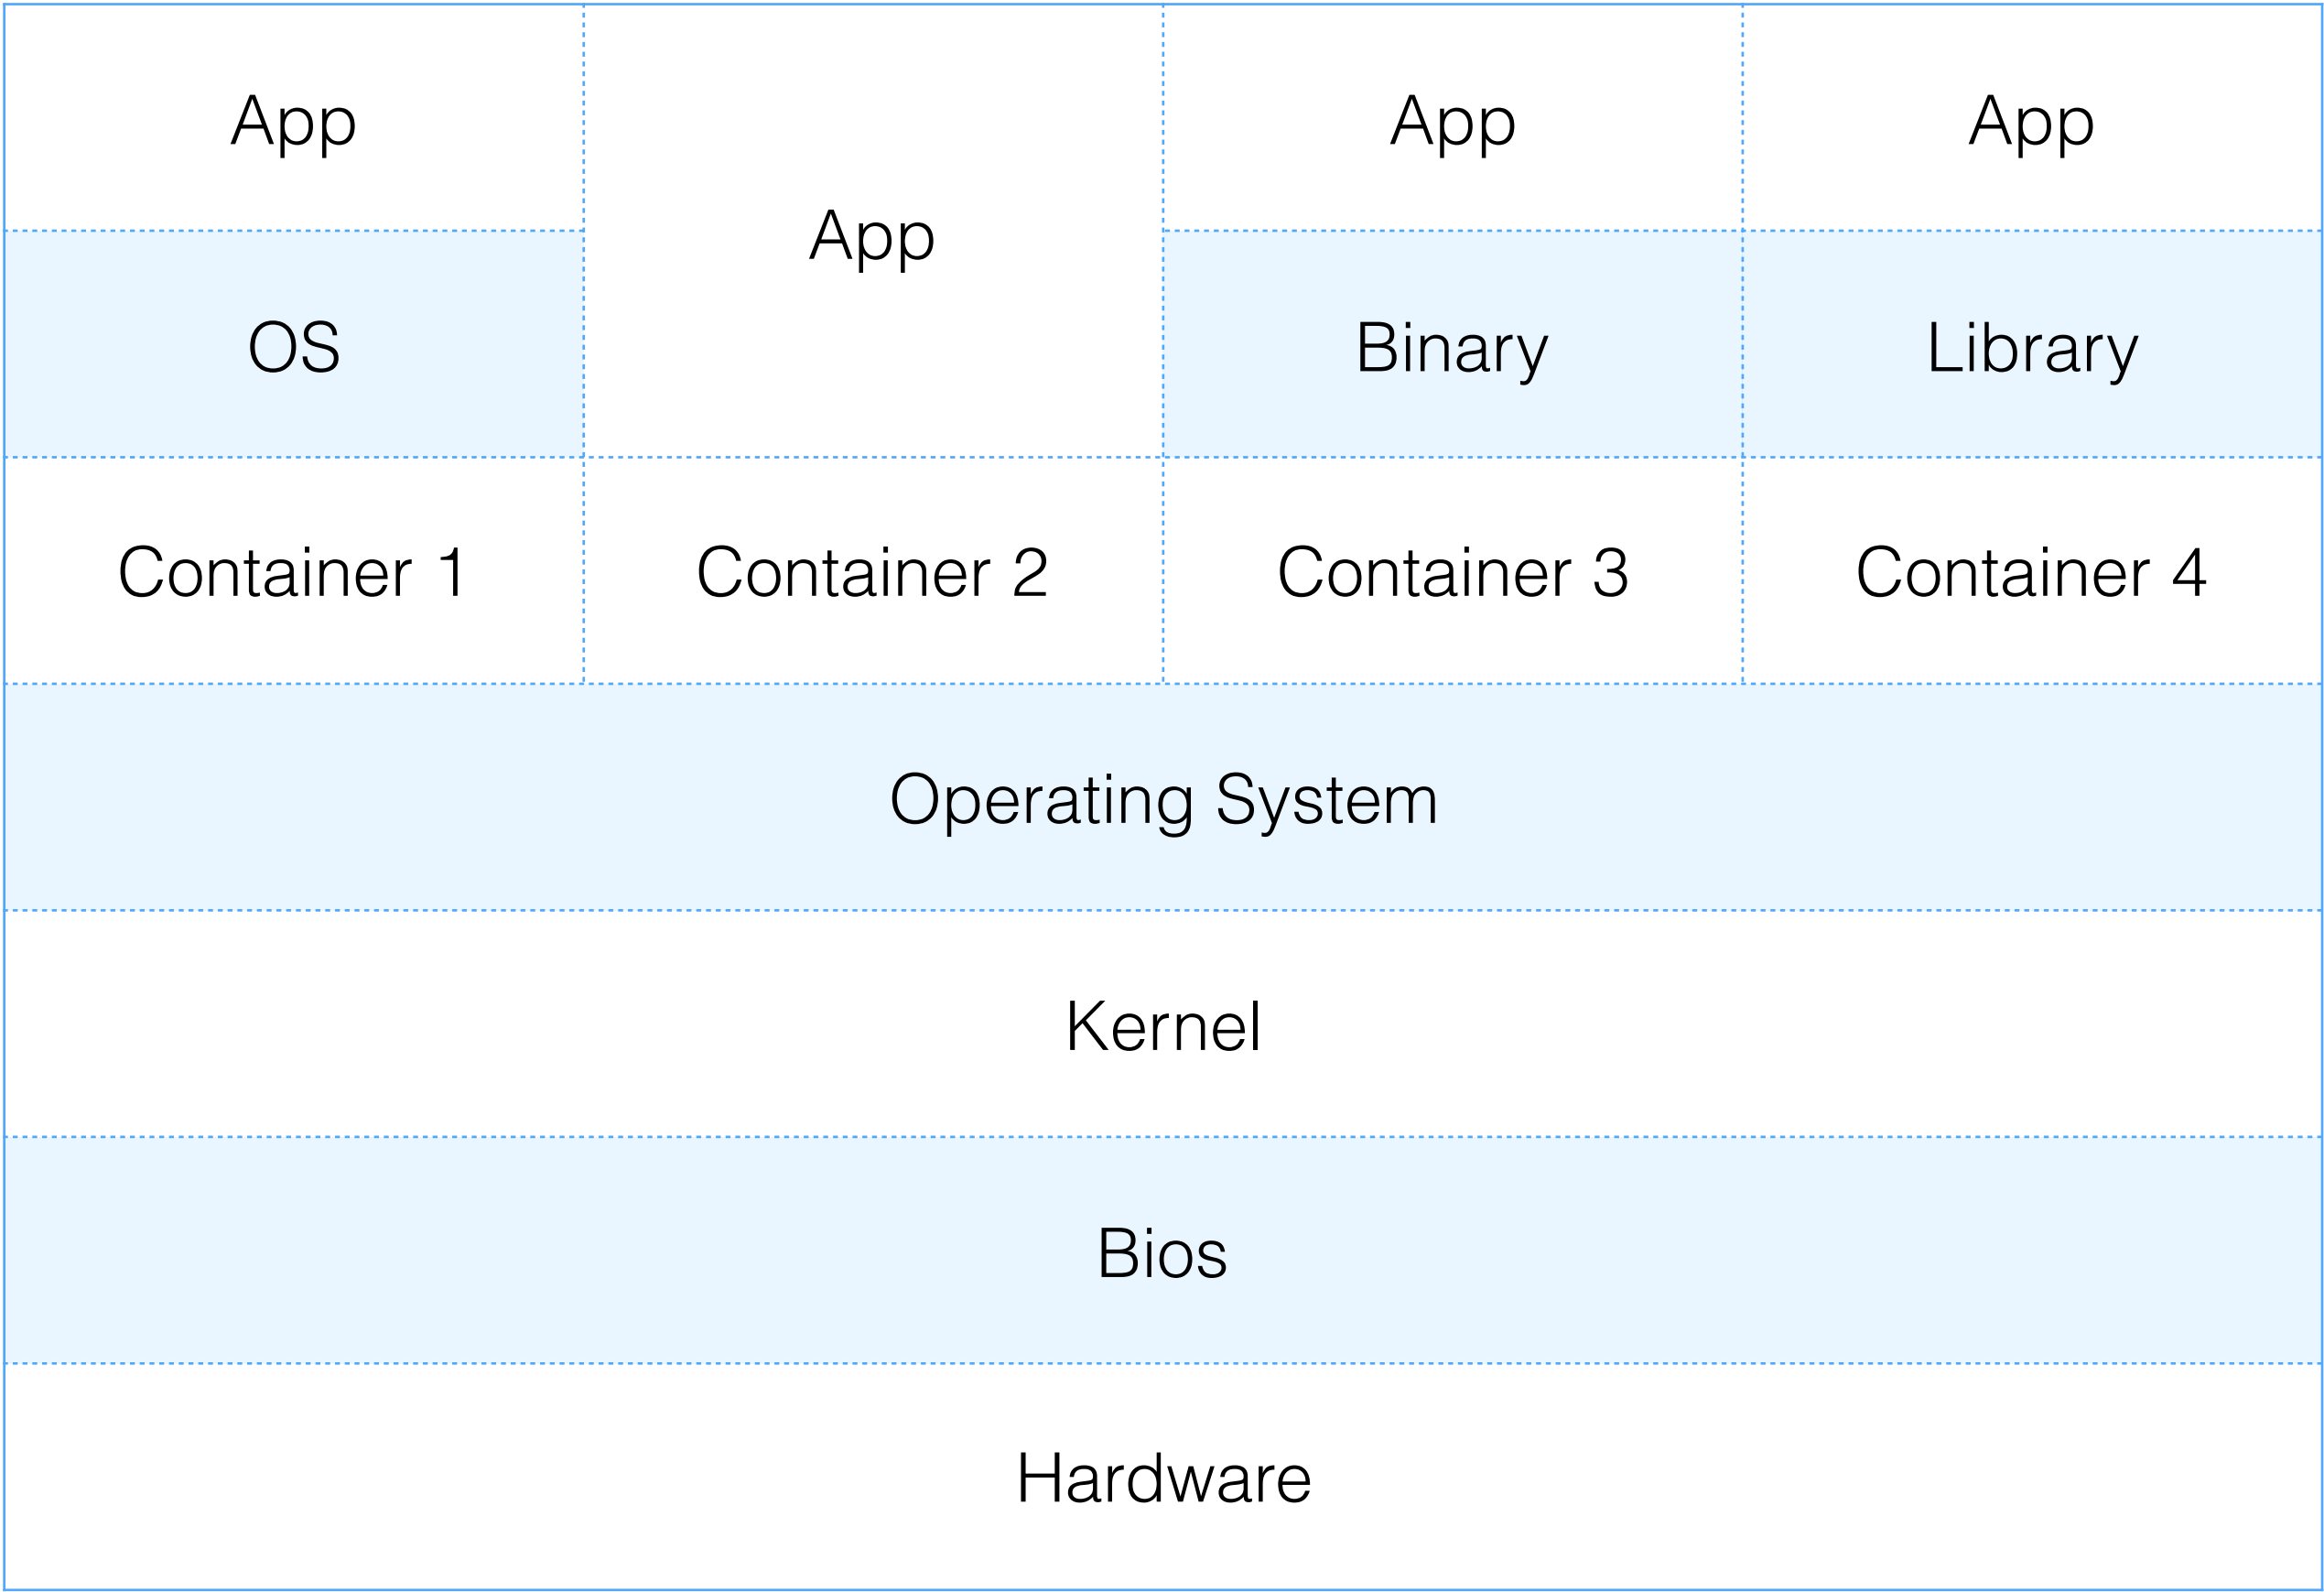 App
App
App
App
OS
Binary
Library
Container 1
Container 2
Container 3
Container 4
Operating System
Kernel
Bios
Hardware